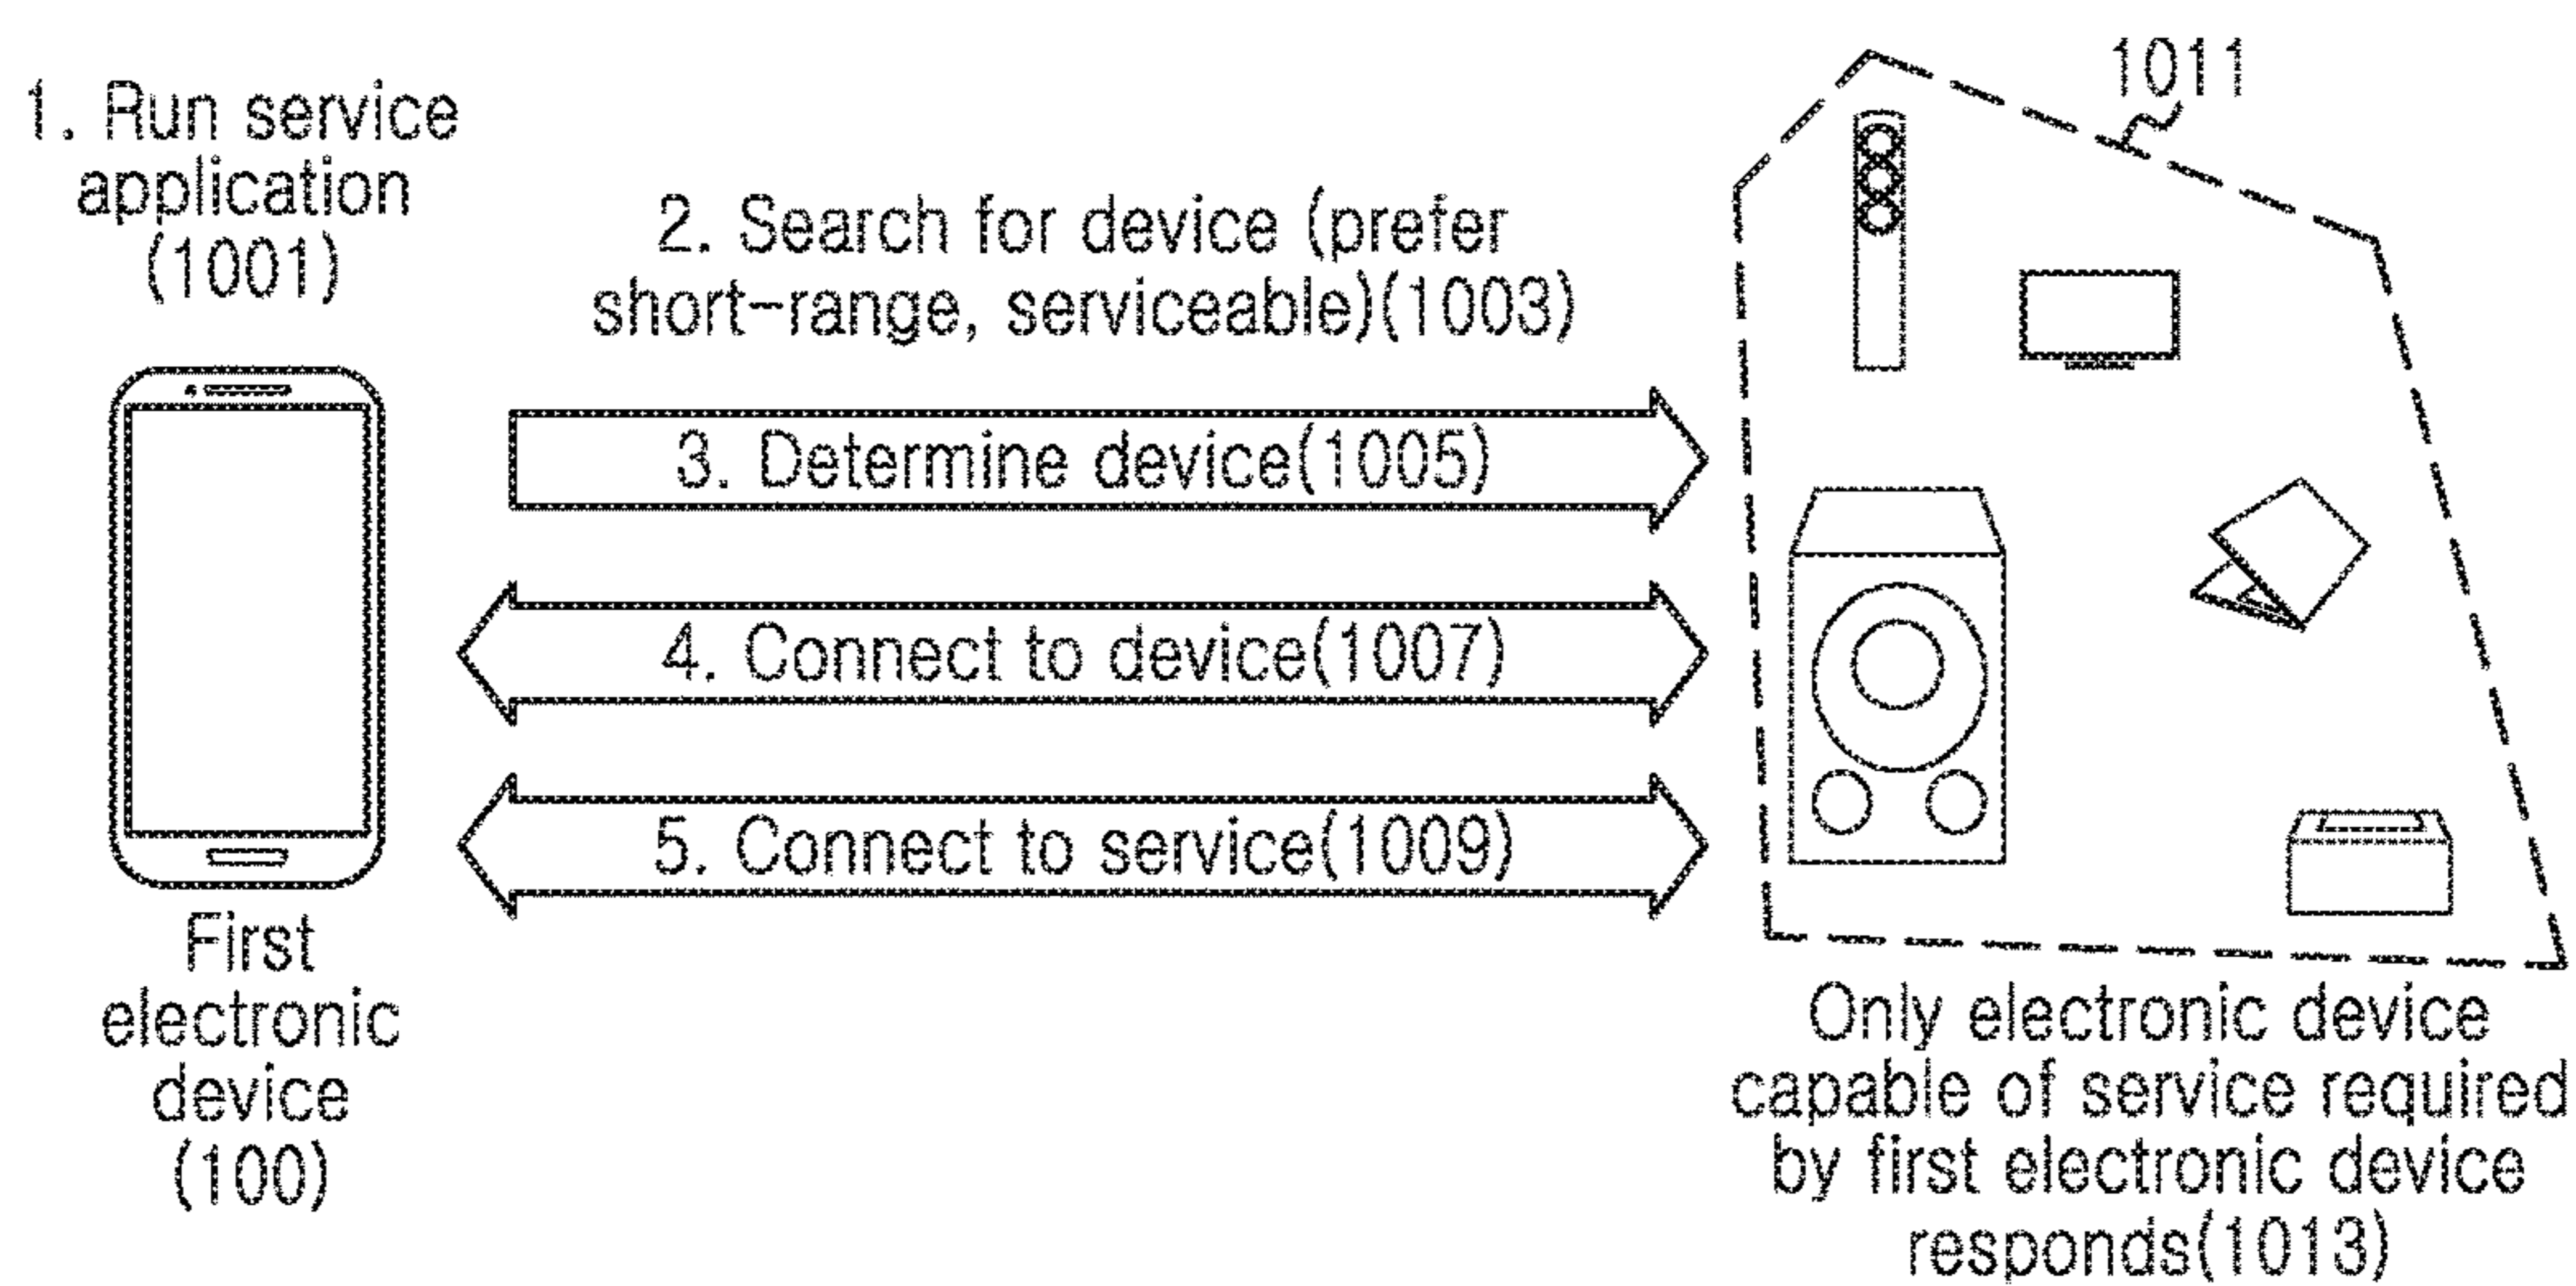 1. Run service
application
(1001)
2. Search for device (prefer
short-range, serviceable)(1003)
3. Determine device(1005)
4. Connect to device(1007)
5. Connect to service(1009)
First
electronic
device
(100)
1011
Only electronic device
capable of service required
by first electronic device
responds(1013)